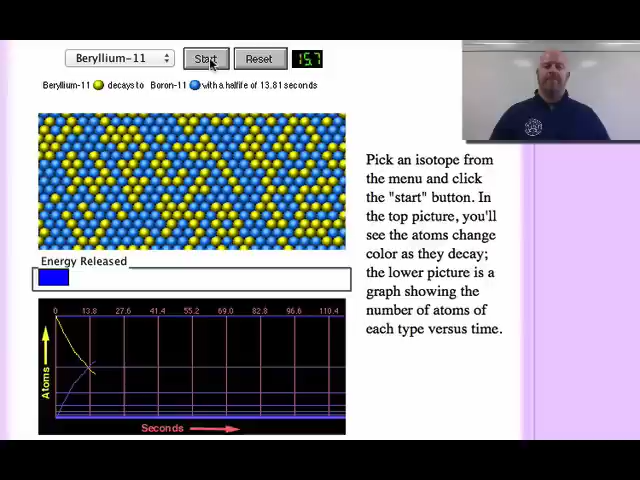 Beryllium-11 Start Reset 15.7
Beryllium-11 decays to Boron-11 with a halflife of 13.81 seconds
Pick an isotope from
the menu and click
the "start" button. In
the top picture, you'll
see the atoms change
color as they decay;
the lower picture is a
graph showing the
number of atoms of
each type versus time.
Energy Released
0 13.8 27.6 41.4 55.2 69.0 82.8 96.6 110.4
Atoms
Seconds